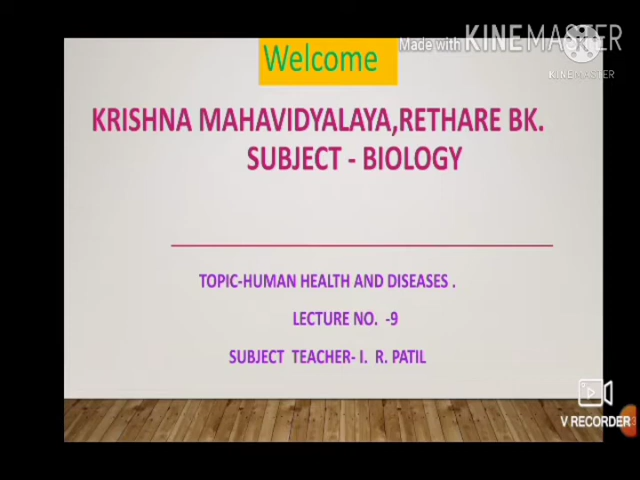 Welcome
Made with KINEMASTER
KINEMASTER
KRISHNA MAHAVIDYALAYA,RETHARE BK.
SUBJECT - BIOLOGY
TOPIC-HUMAN HEALTH AND DISEASES .
LECTURE NO. -9
SUBJECT TEACHER- I. R. PATIL
V RECORDER